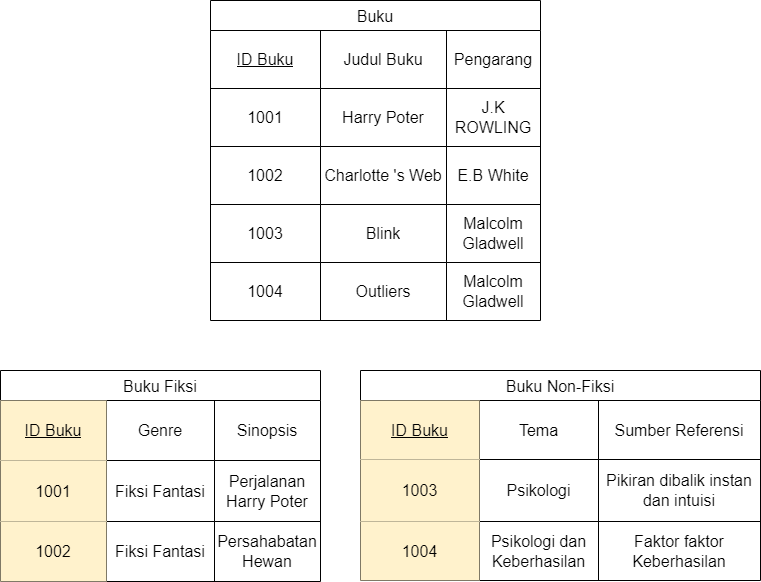 Buku
ID Buku Judul Buku Pengarang
1001 Harry Poter J.K ROWLING
1002 Charlotte 's Web E.B White
1003 Blink Malcolm Gladwell
1004 Outliers Malcolm Gladwell
Buku Fiksi
ID Buku Genre Sinopsis
1001 Fiksi Fantasi Perjalanan Harry Poter
1002 Fiksi Fantasi Persahabatan Hewan
Buku Non-Fiksi
ID Buku Tema Sumber Referensi
1003 Psikologi Pikiran dibalik instan dan intuisi
1004 Psikologi dan Keberhasilan Faktor faktor Keberhasilan